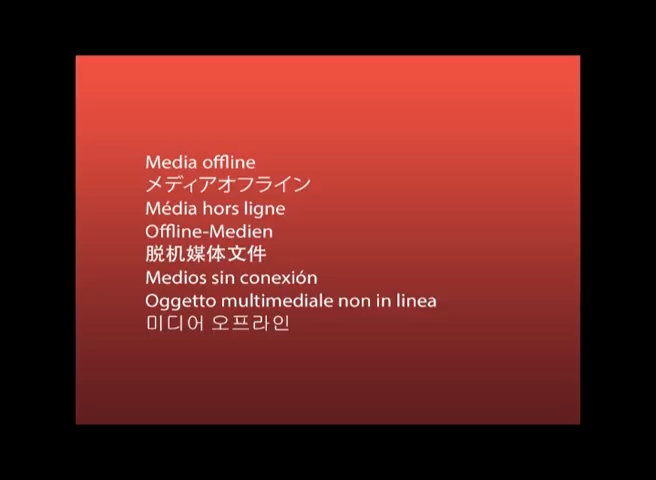 Media offline
メディアオフライン
Média hors ligne
Offline-Medien
脱机媒体文件
Medios sin conexión
Oggetto multimediale non in linea
미디어 오프라인